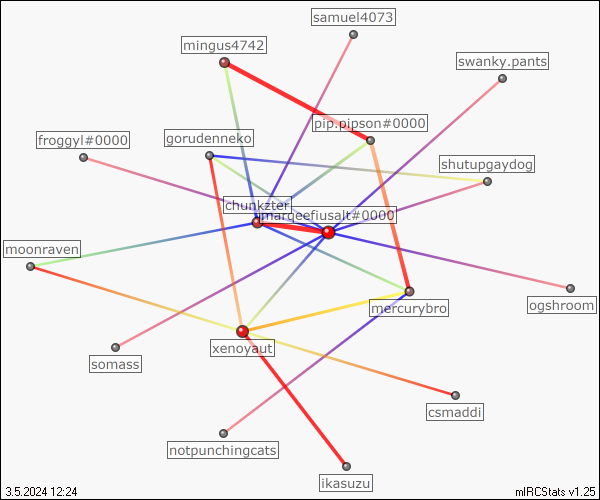 samuel4073
mingus4742
swanky.pants
pip.pipson#0000
froggyl#0000
gorudenneko
shutupgaydog
chunkzter
marqeefiusalt#0000
moonraven
ogshroom
mercurybro
xenoyaut
somass
csmaddi
notpunchingcats
ikasuzu
3.5.2024 12:24
mIRCStats v1.25